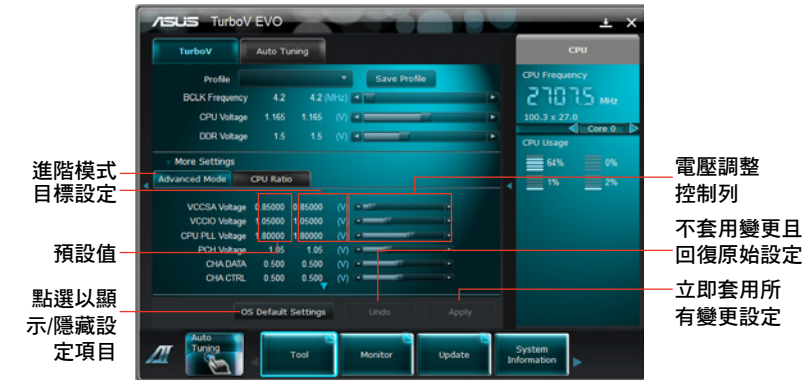 ASUS TurboV EVO
TurboV
Auto Tuning
Profile
Save Profile
BCLK Frequency 4.2 4.2 (MHz)
CPU Voltage 1.165 1.165 (V)
DDR Voltage 1.5 1.5 (V)
More Settings
Advanced Mode
CPU Ratio
VCCSA Voltage 0.85000 0.85000 (V)
VCCIO Voltage 1.05000 1.05000 (V)
CPU PLL Voltage 1.80000 1.80000 (V)
PCH Voltage 1.05 1.05 (V)
CHA DATA 0.500 0.500 (V)
CHA CTRL 0.500 0.500 (V)
OS Default Settings
Undo
Apply
CPU
CPU Frequency
2707.5 MHz
100.3 x 27.0
Core 0
CPU Usage
64% 0%
1% 2%
Auto
Tuning
Tool
Monitor
Update
System
Information
進階模式
目標設定
預設值
點選以顯
示/隱藏設
定項目
電壓調整
控制列
不套用變更且
回復原始設定
立即套用所
有變更設定